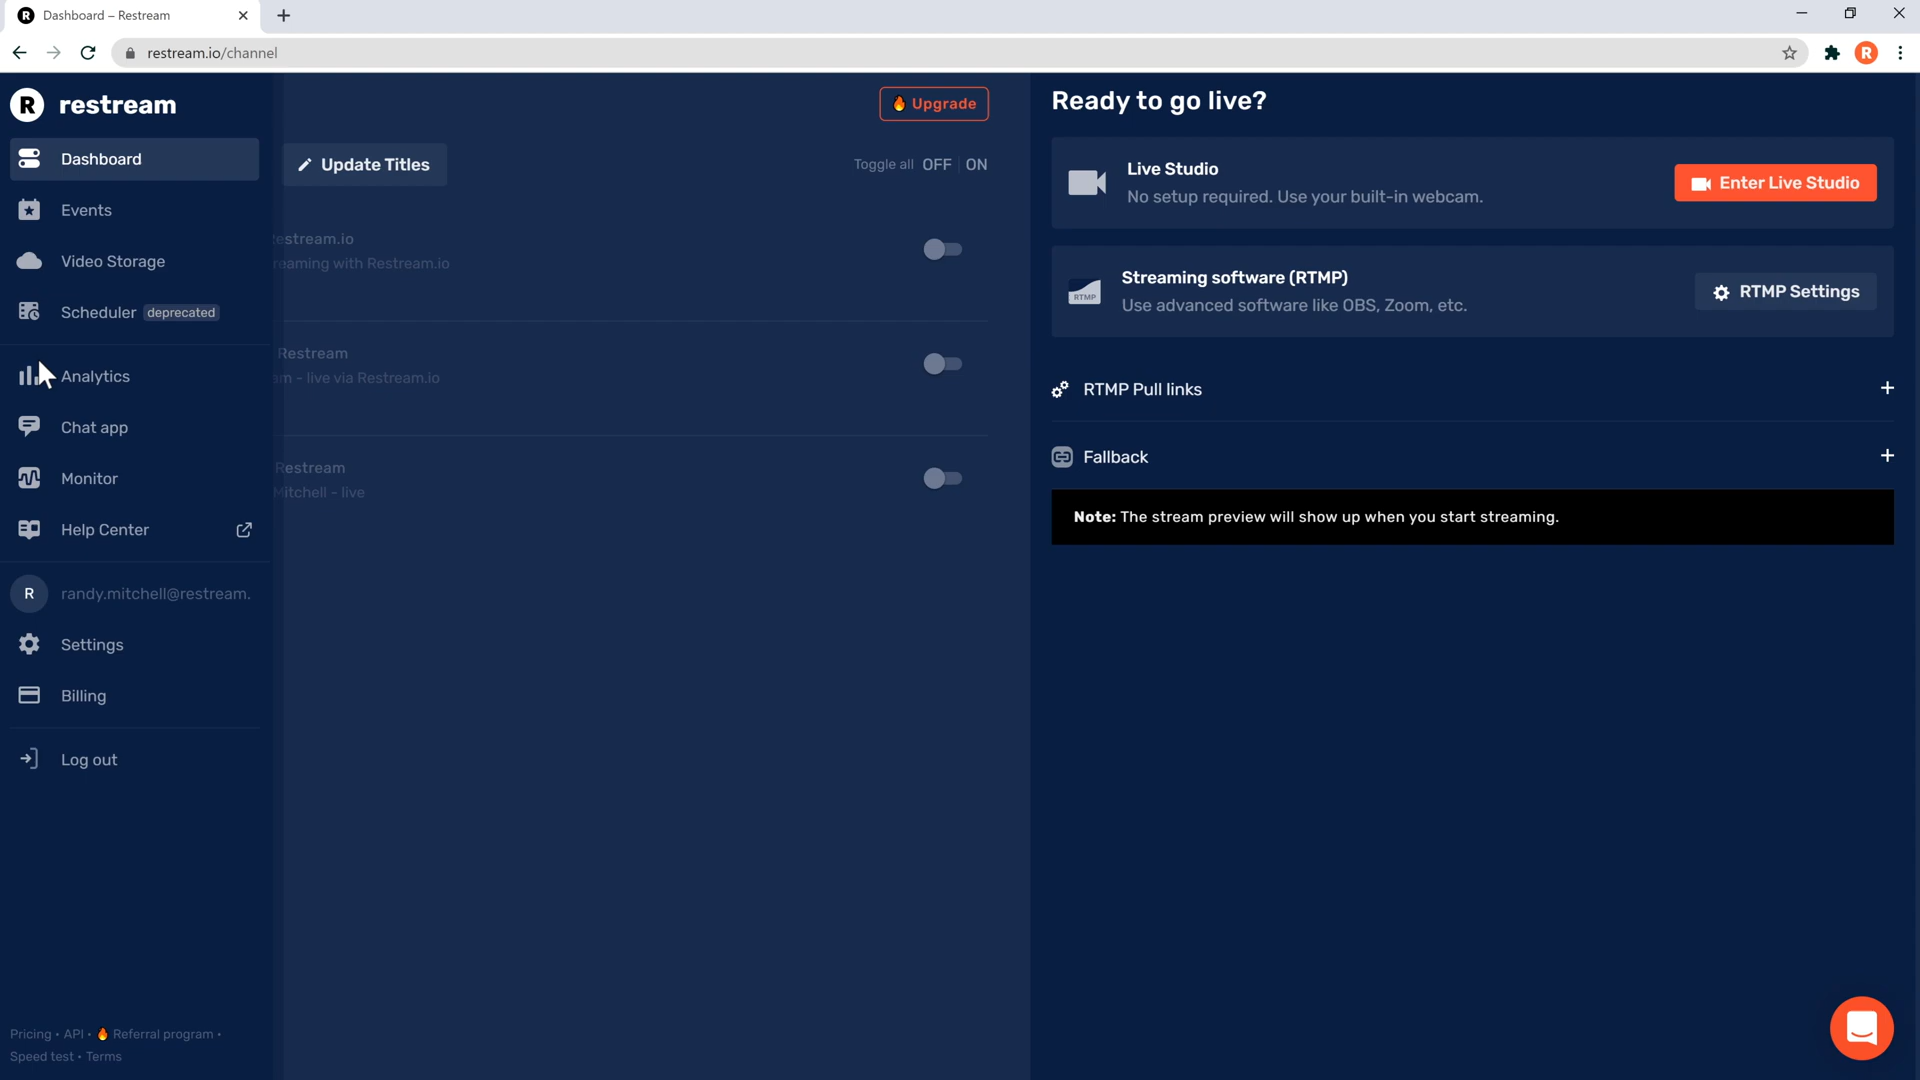 Dashboard – Restream
restream.io/channel
R
R restream
Dashboard
Events
Video Storage
Scheduler deprecated
Analytics
Chat app
Monitor
Help Center
R randy.mitchell@restream.
Settings
Billing
Log out
Pricing • API • Referral program •
Speed test • Terms
Upgrade
Update Titles
Toggle all OFF ON
estream.io
eaming with Restream.io
Restream
m - live via Restream.io
Restream
Mitchell - live
Ready to go live?
Live Studio
No setup required. Use your built-in webcam.
Enter Live Studio
RTMP
Streaming software (RTMP)
Use advanced software like OBS, Zoom, etc.
RTMP Settings
RTMP Pull links
Fallback
Note: The stream preview will show up when you start streaming.